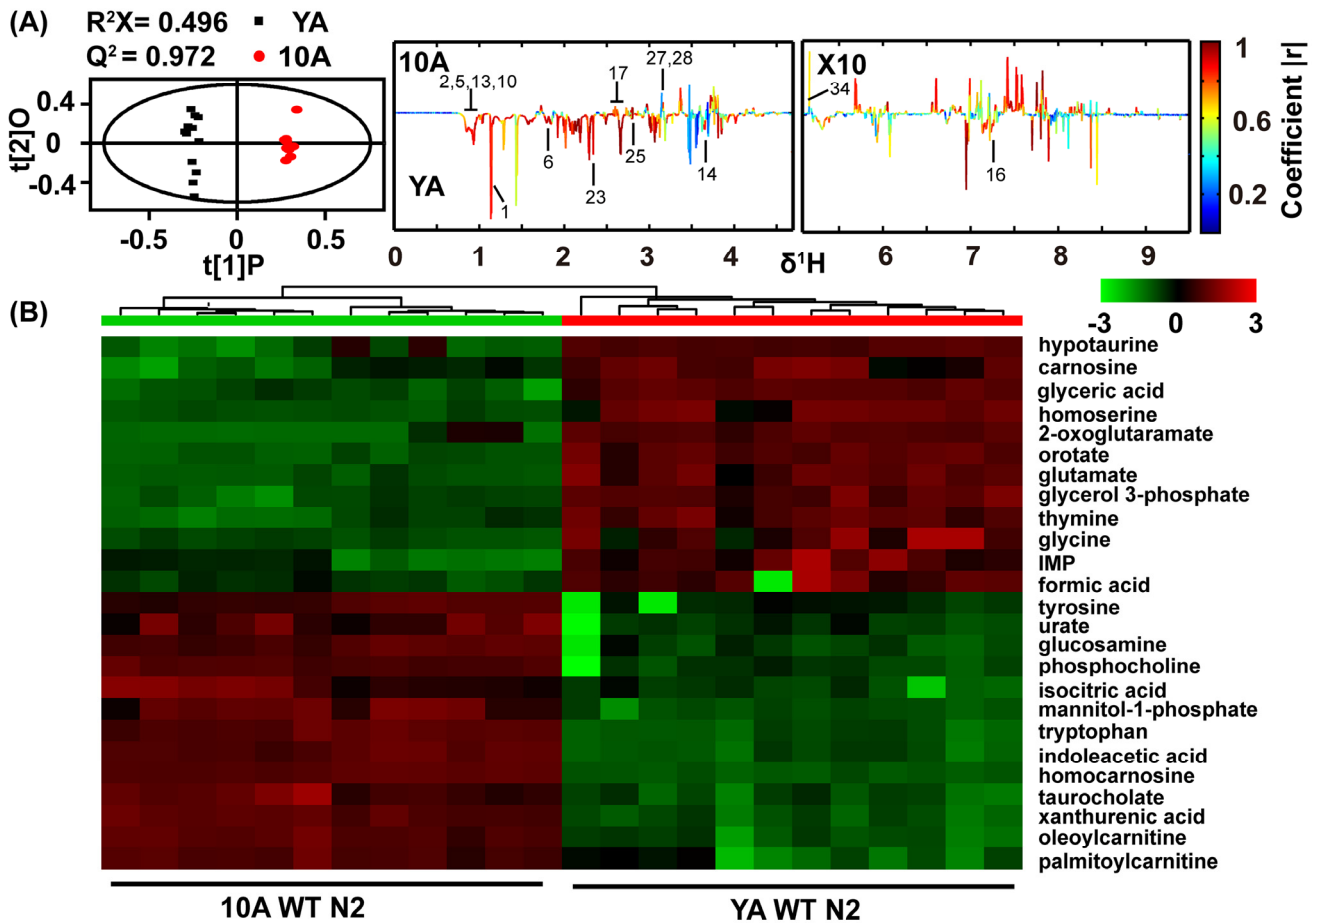 (A)
R²X= 0.496 YA
Q² = 0.972 10A
0.4
0
-0.4
t[2]O
-0.5 0 0.5
t[1]P
10A
2,5,13,10
17
27,28
6
25
23
14
1
YA
0 1 2 3 4
X10
34
16
δ¹H
6 7 8 9
1
0.6
0.2
Coefficient |r|
(B)
-3 0 3
hypotaurine
carnosine
glyceric acid
homoserine
2-oxoglutaramate
orotate
glutamate
glycerol 3-phosphate
thymine
glycine
IMP
formic acid
tyrosine
urate
glucosamine
phosphocholine
isocitric acid
mannitol-1-phosphate
tryptophan
indoleacetic acid
homocarnosine
taurocholate
xanthurenic acid
oleoylcarnitine
palmitoylcarnitine
10A WT N2
YA WT N2